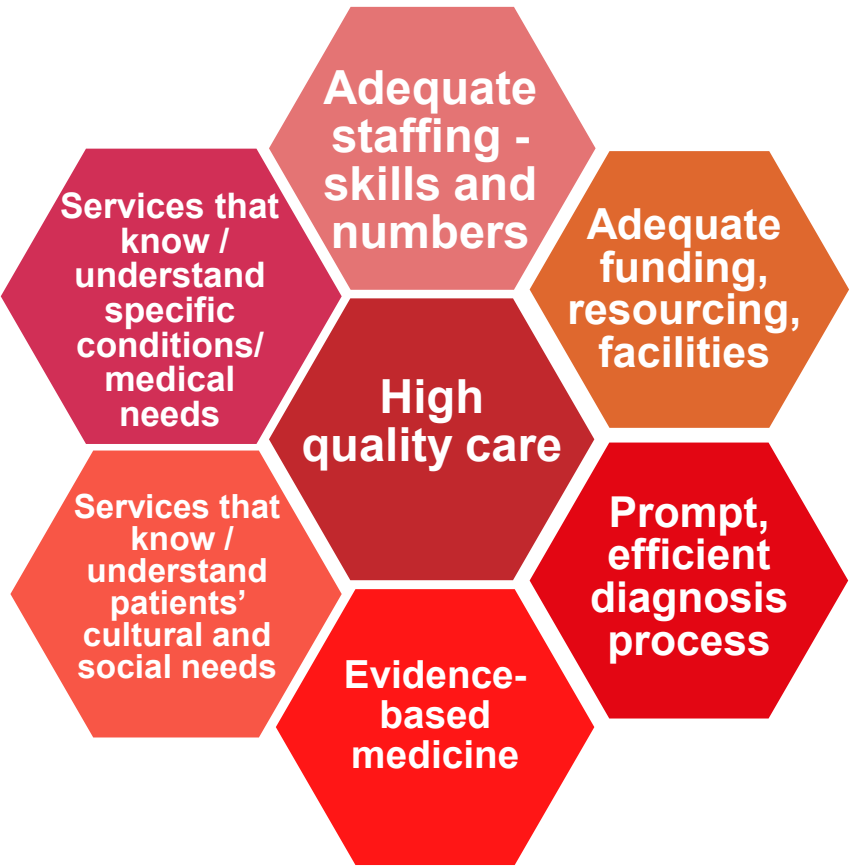 Adequate
staffing -
skills and
numbers
Services that
know /
understand
specific
conditions/
medical
needs
Adequate
funding,
resourcing,
facilities
High
quality care
Services that
know /
understand
patients’
cultural and
social needs
Prompt,
efficient
diagnosis
process
Evidence-
based
medicine